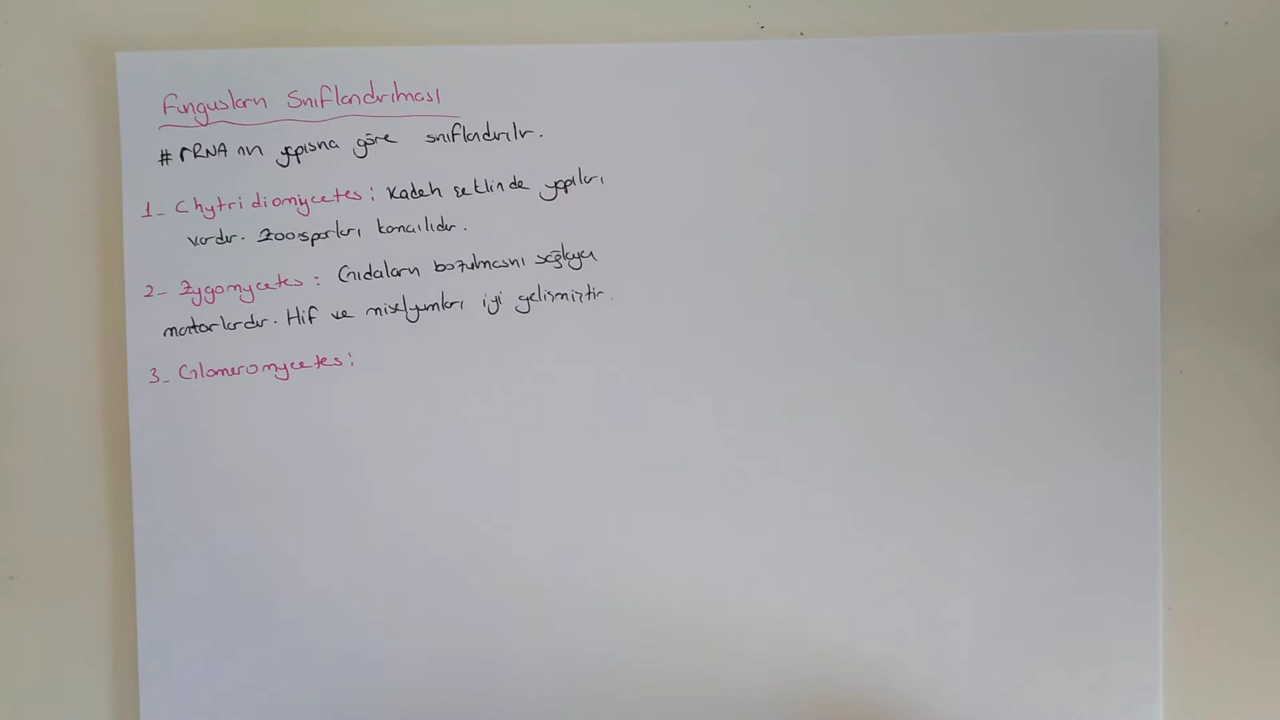 Fungusların Sınıflandırılması
# rRNA nın yapısına göre sınıflandırılır.
1- Chytridiomycetes : Kadeh şeklinde yapıları
vardır. Zoosporları kamçılıdır.
2- Zygomycetes : Gıdaların bozulmasını sağlayan
mantarlardır. Hif ve miselyumları iyi gelişmiştir.
3- Glomeromycetes :